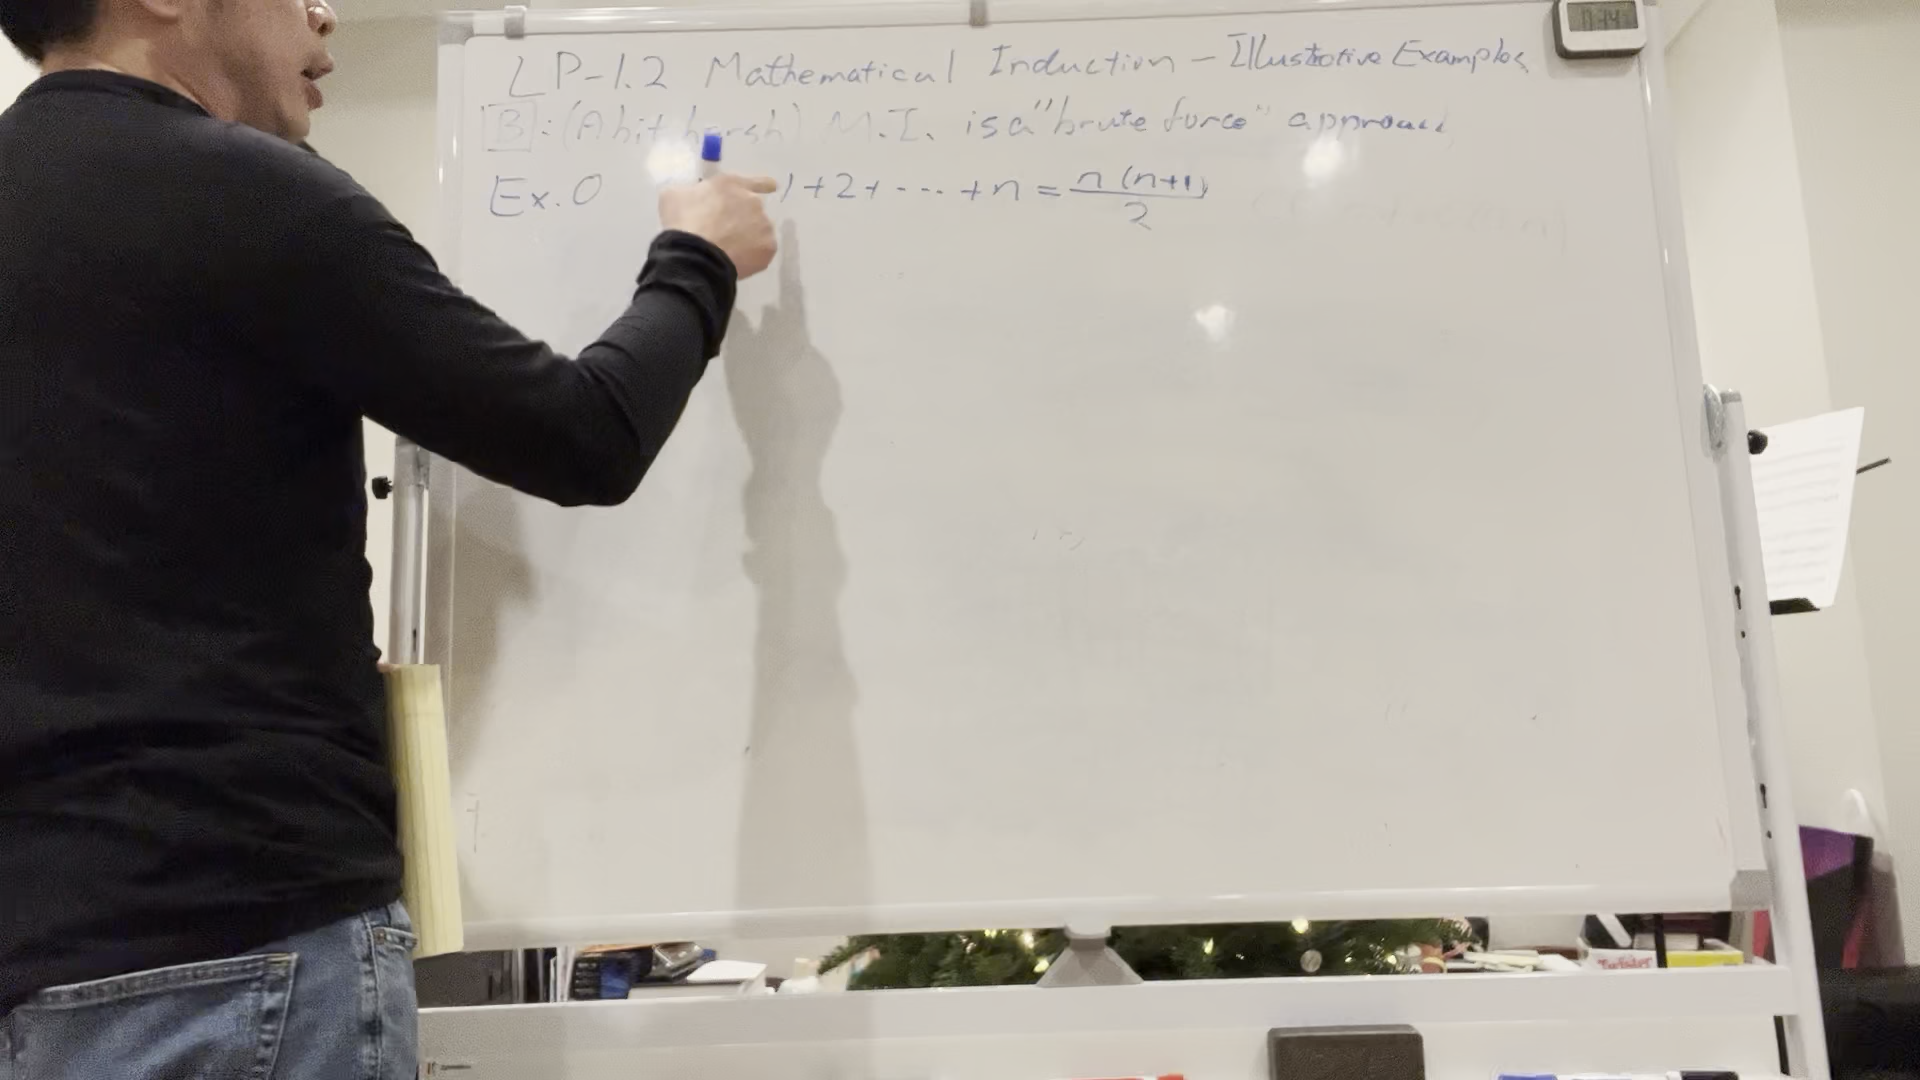 LP-1.2 Mathematical Induction - Illustrative Examples
B: (A bit harsh) M.I. is a "brute force" approach
Ex.0 1+2+ ... +n = n(n+1)/2
Twister